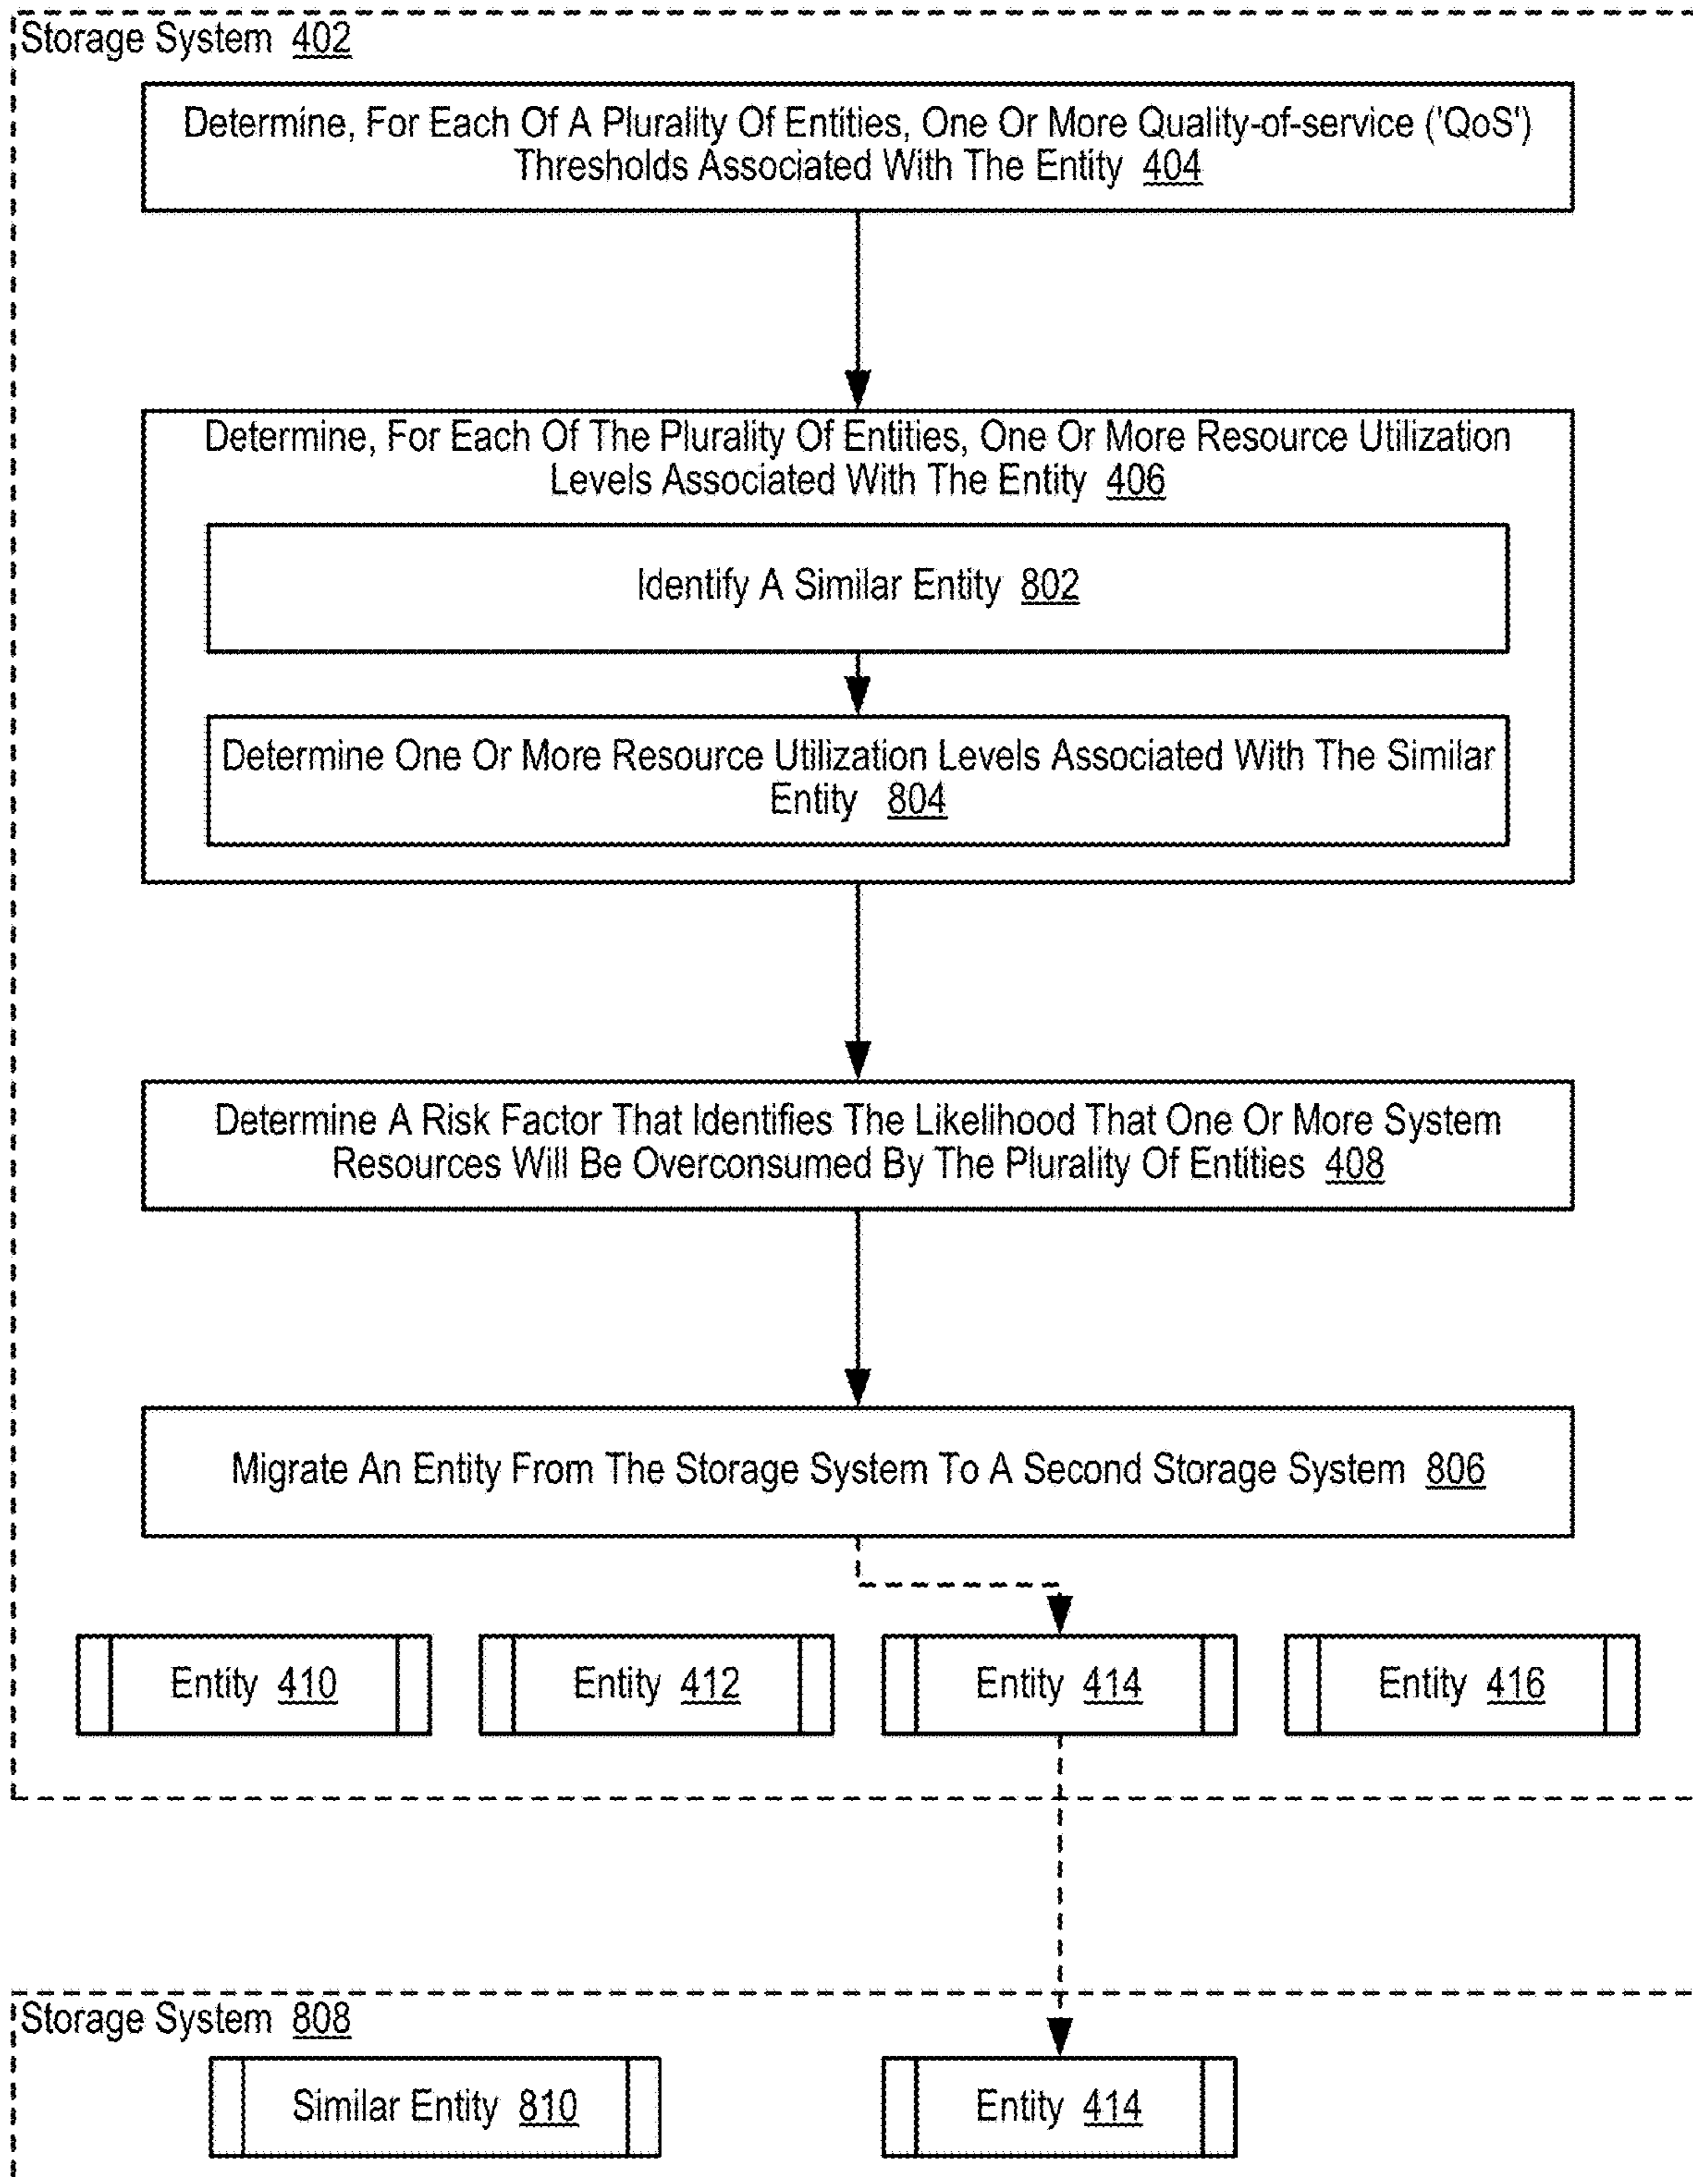 Storage System 402
Determine, For Each Of A Plurality Of Entities, One Or More Quality-of-service ('QoS')
Thresholds Associated With The Entity 404
Determine, For Each Of The Plurality Of Entities, One Or More Resource Utilization
Levels Associated With The Entity 406
Identify A Similar Entity 802
Determine One Or More Resource Utilization Levels Associated With The Similar
Entity 804
Determine A Risk Factor That Identifies The Likelihood That One Or More System
Resources Will Be Overconsumed By The Plurality Of Entities 408
Migrate An Entity From The Storage System To A Second Storage System 806
Entity 410
Entity 412
Entity 414
Entity 416
Storage System 808
Similar Entity 810
Entity 414